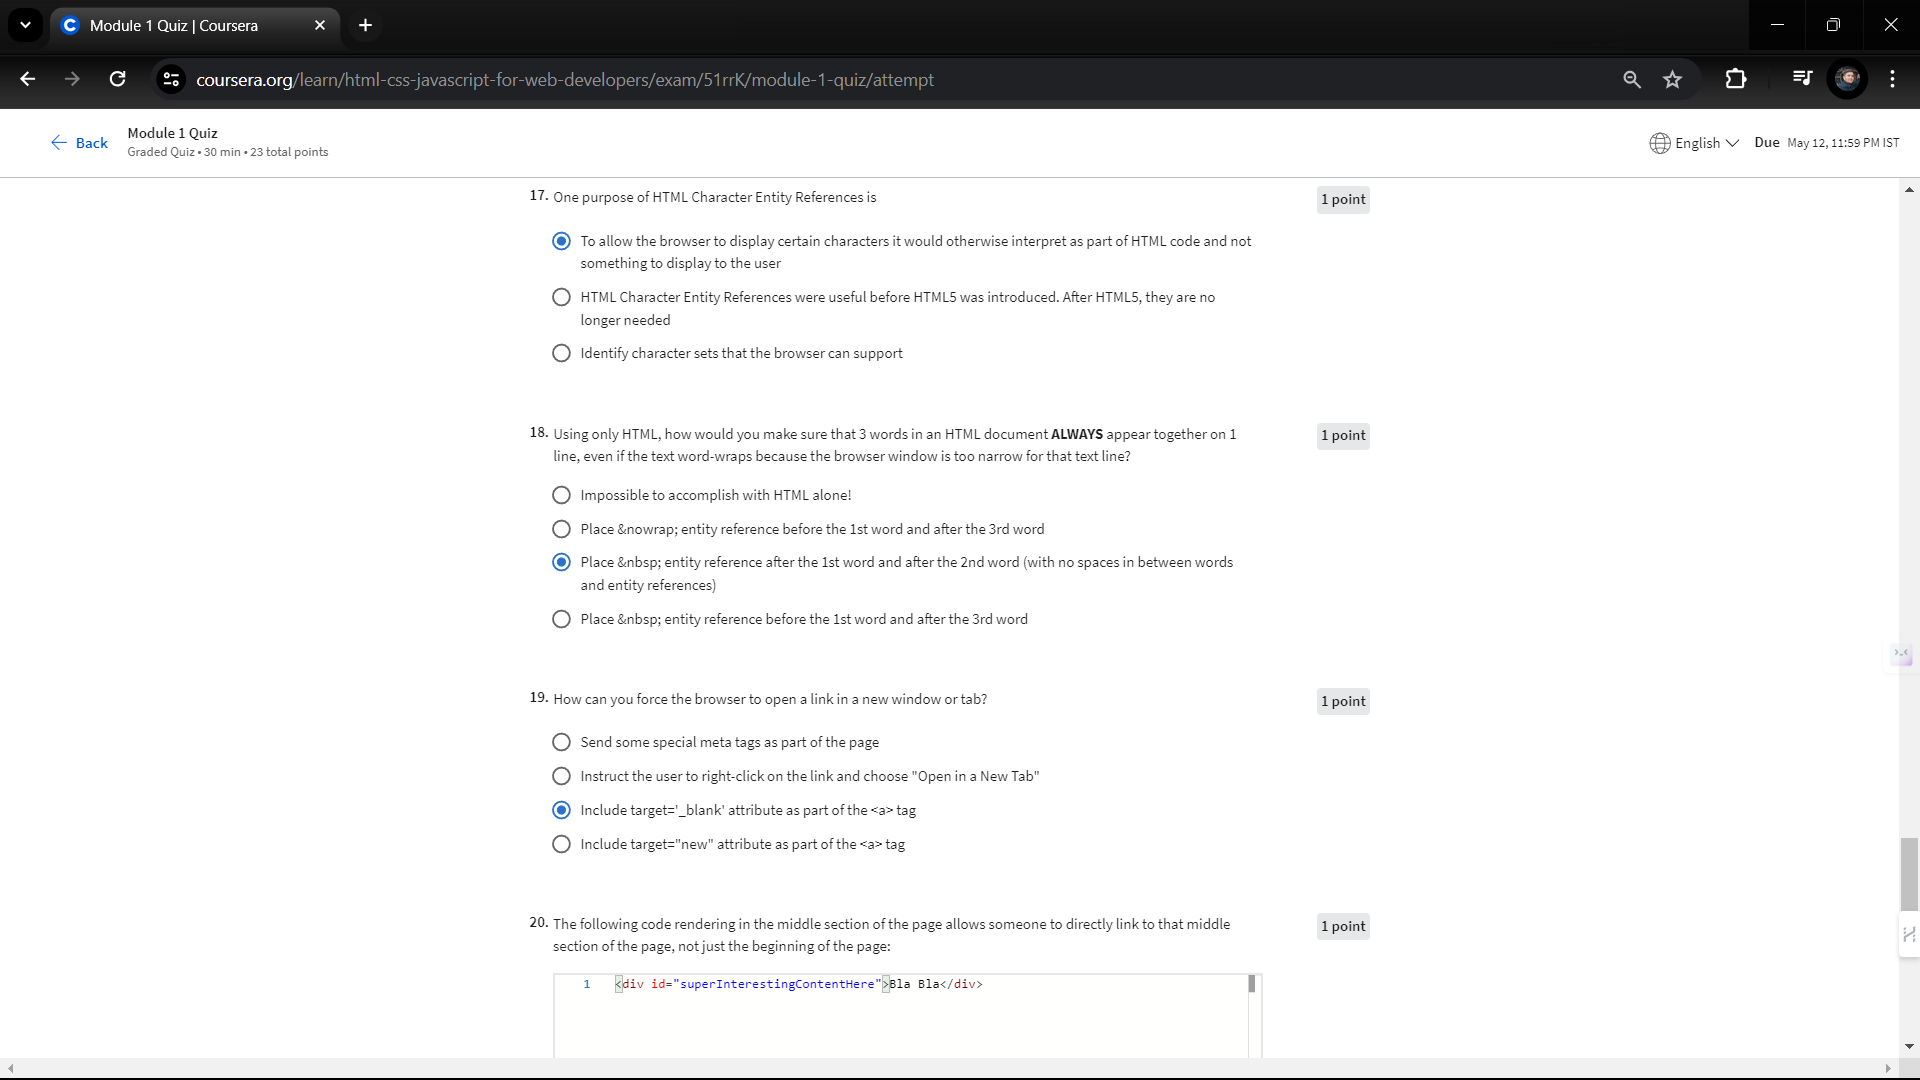 Module 1 Quiz | Coursera
coursera.org/learn/html-css-javascript-for-web-developers/exam/51rrK/module-1-quiz/attempt
Back
Module 1 Quiz
Graded Quiz • 30 min • 23 total points
English
Due May 12, 11:59 PM IST
17. One purpose of HTML Character Entity References is
1 point
To allow the browser to display certain characters it would otherwise interpret as part of HTML code and not
something to display to the user
HTML Character Entity References were useful before HTML5 was introduced. After HTML5, they are no
longer needed
Identify character sets that the browser can support
18. Using only HTML, how would you make sure that 3 words in an HTML document ALWAYS appear together on 1
line, even if the text word-wraps because the browser window is too narrow for that text line?
1 point
Impossible to accomplish with HTML alone!
Place &nowrap; entity reference before the 1st word and after the 3rd word
Place &nbsp; entity reference after the 1st word and after the 2nd word (with no spaces in between words
and entity references)
Place &nbsp; entity reference before the 1st word and after the 3rd word
19. How can you force the browser to open a link in a new window or tab?
1 point
Send some special meta tags as part of the page
Instruct the user to right-click on the link and choose "Open in a New Tab"
Include target='_blank' attribute as part of the <a> tag
Include target="new" attribute as part of the <a> tag
20. The following code rendering in the middle section of the page allows someone to directly link to that middle
section of the page, not just the beginning of the page:
1 point
1 <div id="superInterestingContentHere">Bla Bla</div>